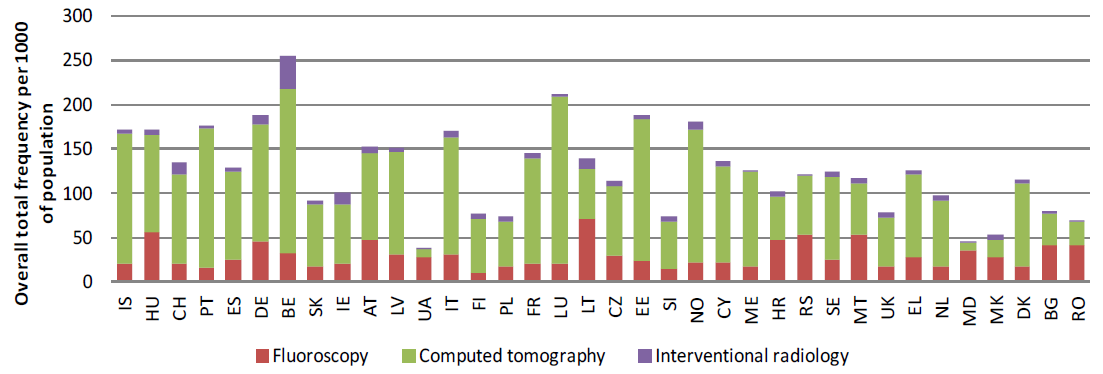 Overall total frequency per 1000
of population
300
250
200
150
100
50
0
IS HU CH PT ES DE BE SK IE AT LV UA IT FI PL FR LU LT CZ EE SI NO CY ME HR RS SE MT UK EL NL MD MK DK BG RO
Fluoroscopy Computed tomography Interventional radiology